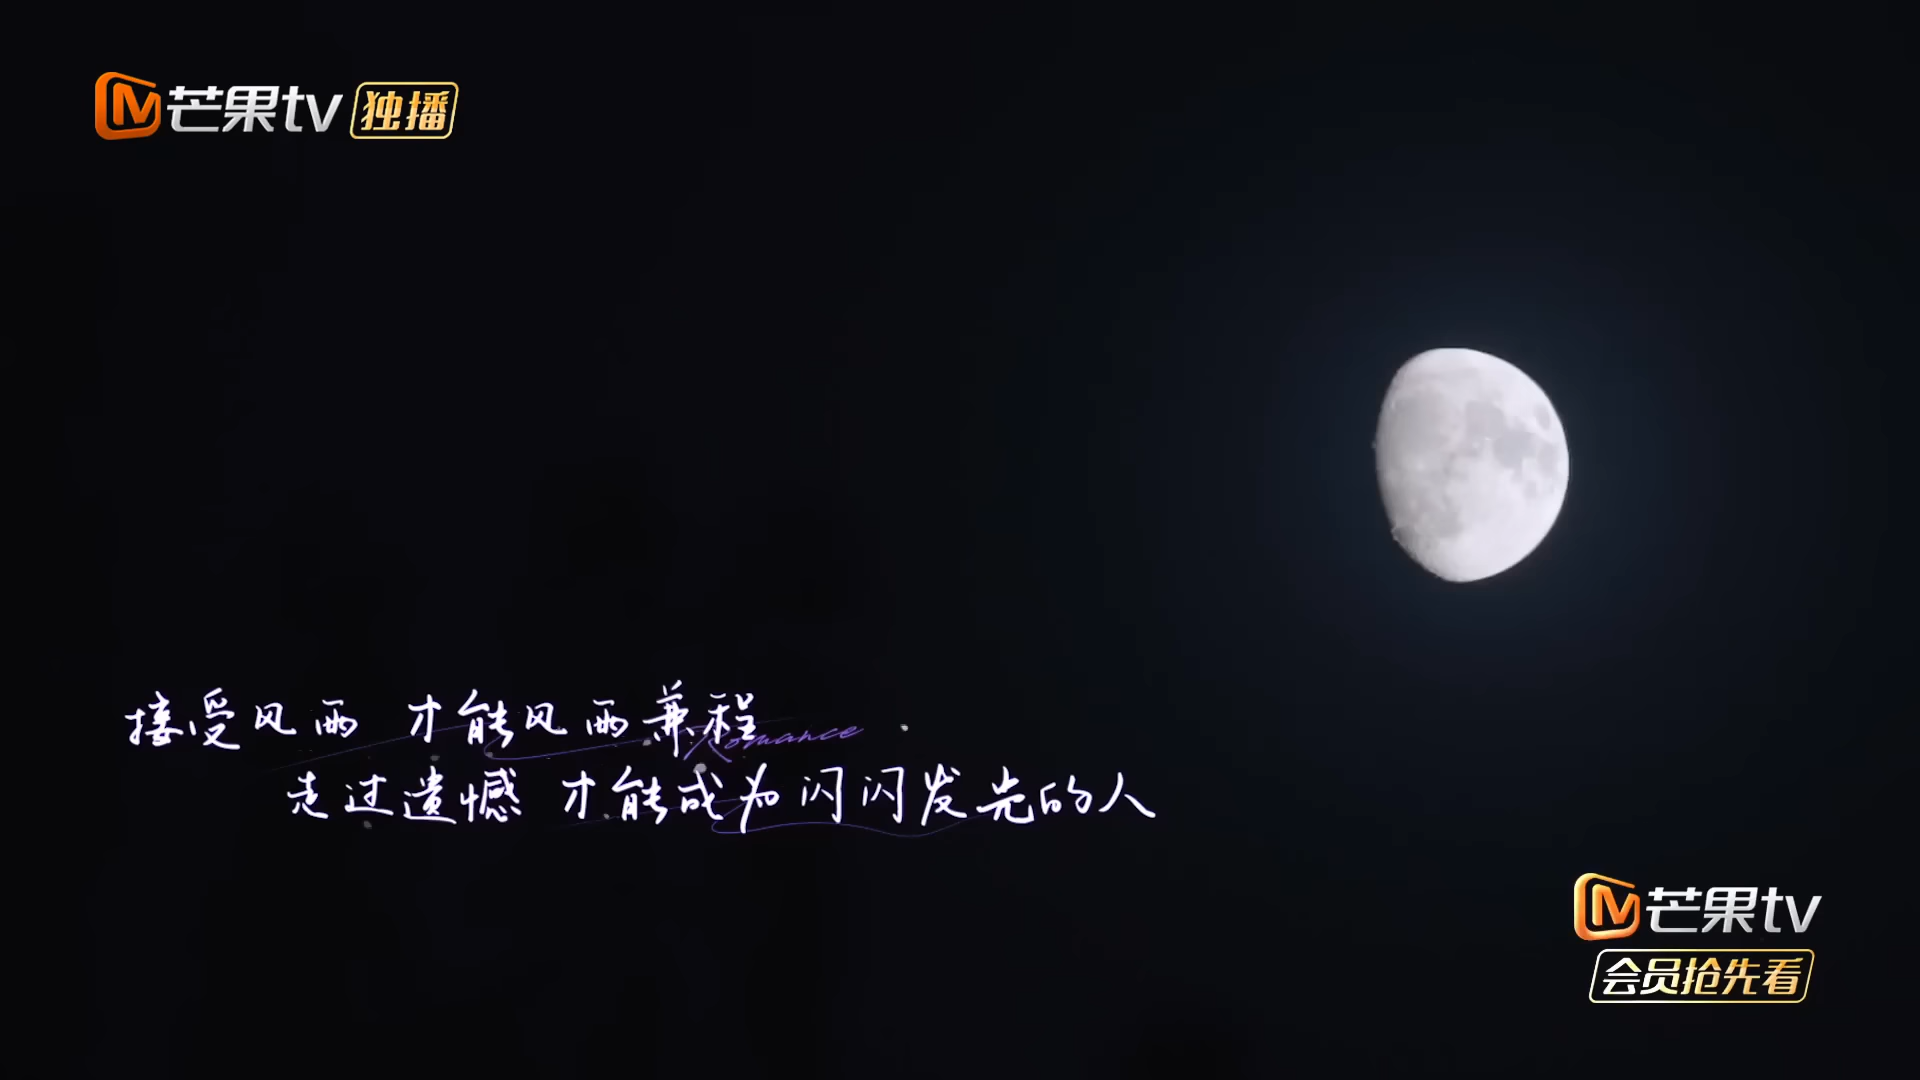 芒果tv 独播
接受风雨 才能风雨兼程
Romance
走过遗憾 才能成为闪闪发光的人
芒果tv
会员抢先看